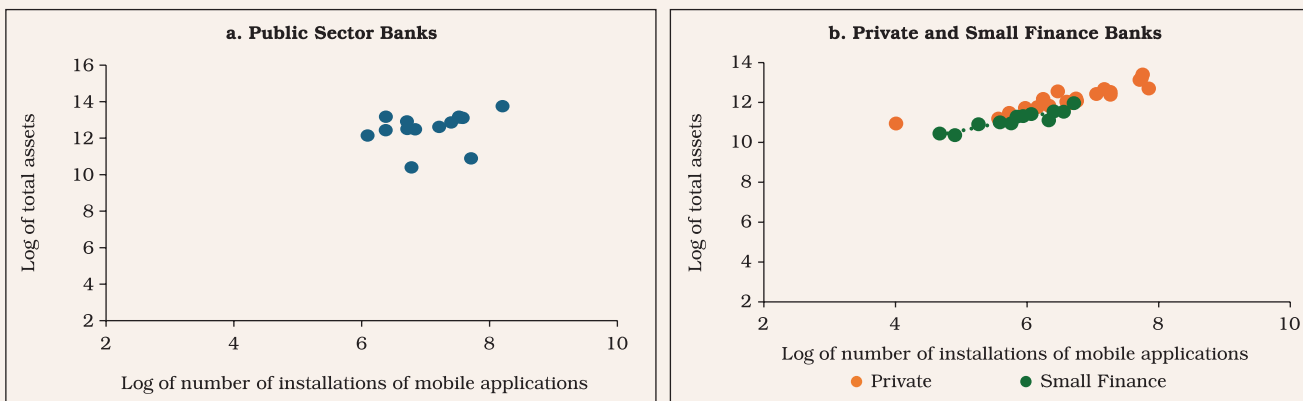 a. Public Sector Banks
16
14
12
10
8
6
4
2
2 4 6 8 10
Log of total assets
Log of number of installations of mobile applications
b. Private and Small Finance Banks
14
12
10
8
6
4
2
2 4 6 8 10
Log of total assets
Log of number of installations of mobile applications
Private Small Finance